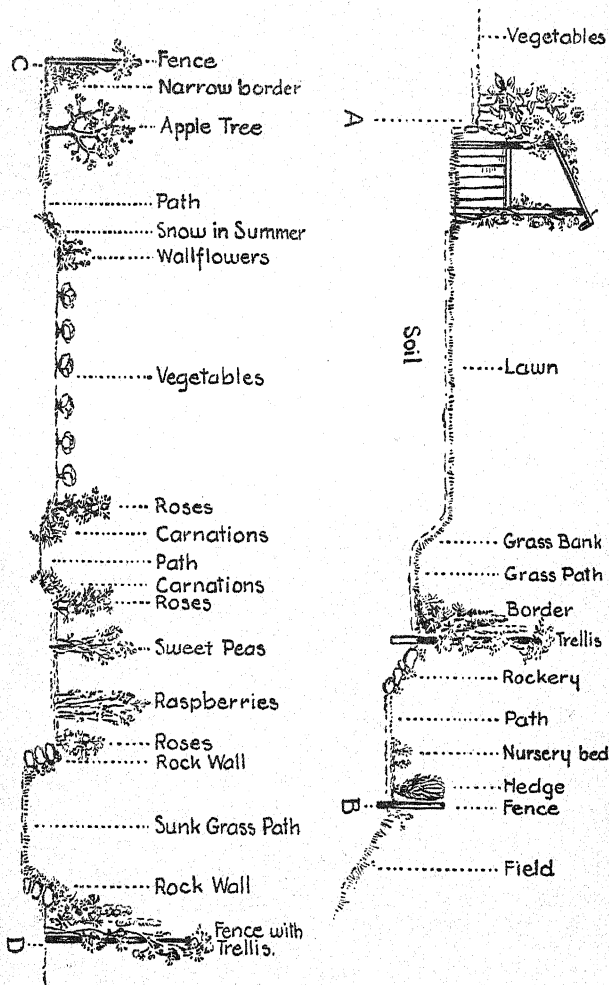 C
Fence
Narrow border
Apple Tree
Path
Snow in Summer
Wallflowers
Vegetables
Roses
Carnations
Path
Carnations
Roses
Sweet Peas
Raspberries
Roses
Rock Wall
Sunk Grass Path
Rock Wall
Fence with
Trellis.
D
Vegetables
A
Soil
Lawn
Grass Bank
Grass Path
Border
Trellis
Rockery
Path
Nursery bed
Hedge
B
Fence
Field